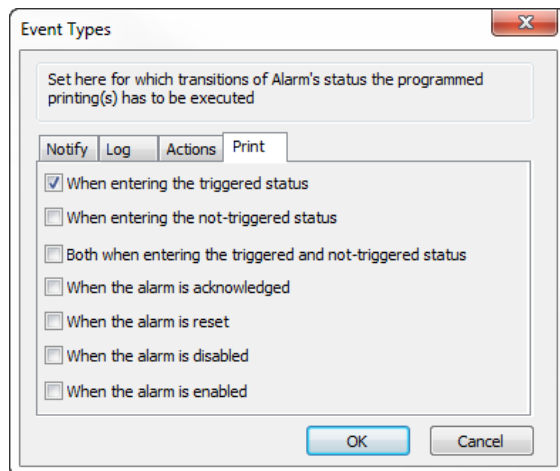 Event Types
Set here for which transitions of Alarm's status the programmed
printing(s) has to be executed
Notify Log Actions Print
When entering the triggered status
When entering the not-triggered status
Both when entering the triggered and not-triggered status
When the alarm is acknowledged
When the alarm is reset
When the alarm is disabled
When the alarm is enabled
OK Cancel